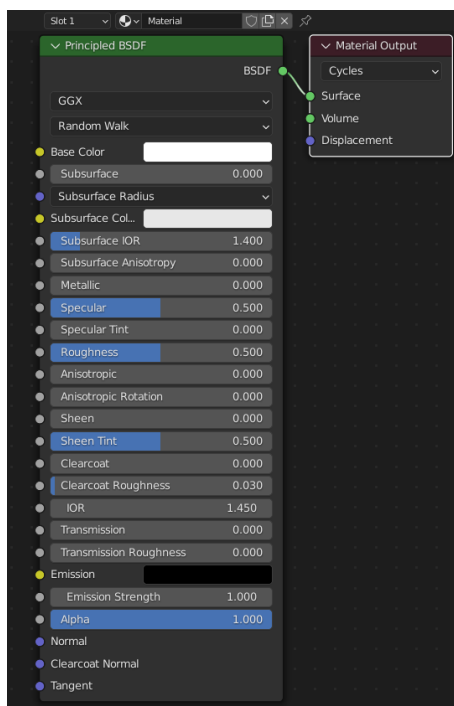 Slot 1
Material
Principled BSDF
BSDF
GGX
Random Walk
Base Color
Subsurface 0.000
Subsurface Radius
Subsurface Col...
Subsurface IOR 1.400
Subsurface Anisotropy 0.000
Metallic 0.000
Specular 0.500
Specular Tint 0.000
Roughness 0.500
Anisotropic 0.000
Anisotropic Rotation 0.000
Sheen 0.000
Sheen Tint 0.500
Clearcoat 0.000
Clearcoat Roughness 0.030
IOR 1.450
Transmission 0.000
Transmission Roughness 0.000
Emission
Emission Strength 1.000
Alpha 1.000
Normal
Clearcoat Normal
Tangent
Material Output
Cycles
Surface
Volume
Displacement